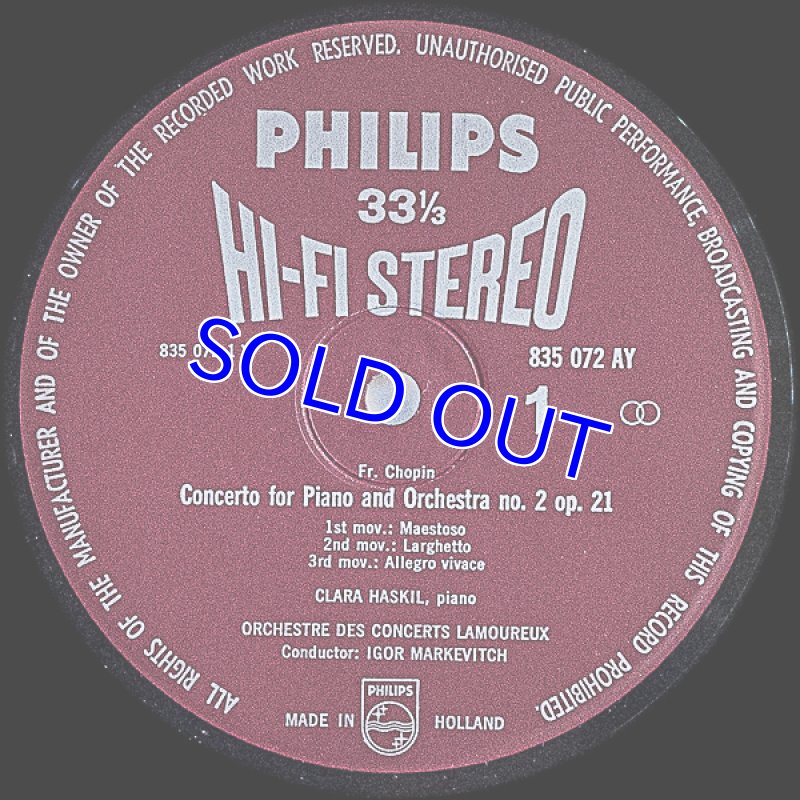 ALL RIGHTS OF THE MANUFACTURER AND OF THE OWNER OF THE RECORDED WORK RESERVED. UNAUTHORISED PUBLIC PERFORMANCE, BROADCASTING AND COPYING OF THIS RECORD PROHIBITED.
PHILIPS
33⅓
HI-FI STEREO
835 07
835 072 AY
SOLD OUT
1
Fr. Chopin
Concerto for Piano and Orchestra no. 2 op. 21
1st mov.: Maestoso
2nd mov.: Larghetto
3rd mov.: Allegro vivace
CLARA HASKIL, piano
ORCHESTRE DES CONCERTS LAMOUREUX
Conductor: IGOR MARKEVITCH
PHILIPS
MADE IN HOLLAND